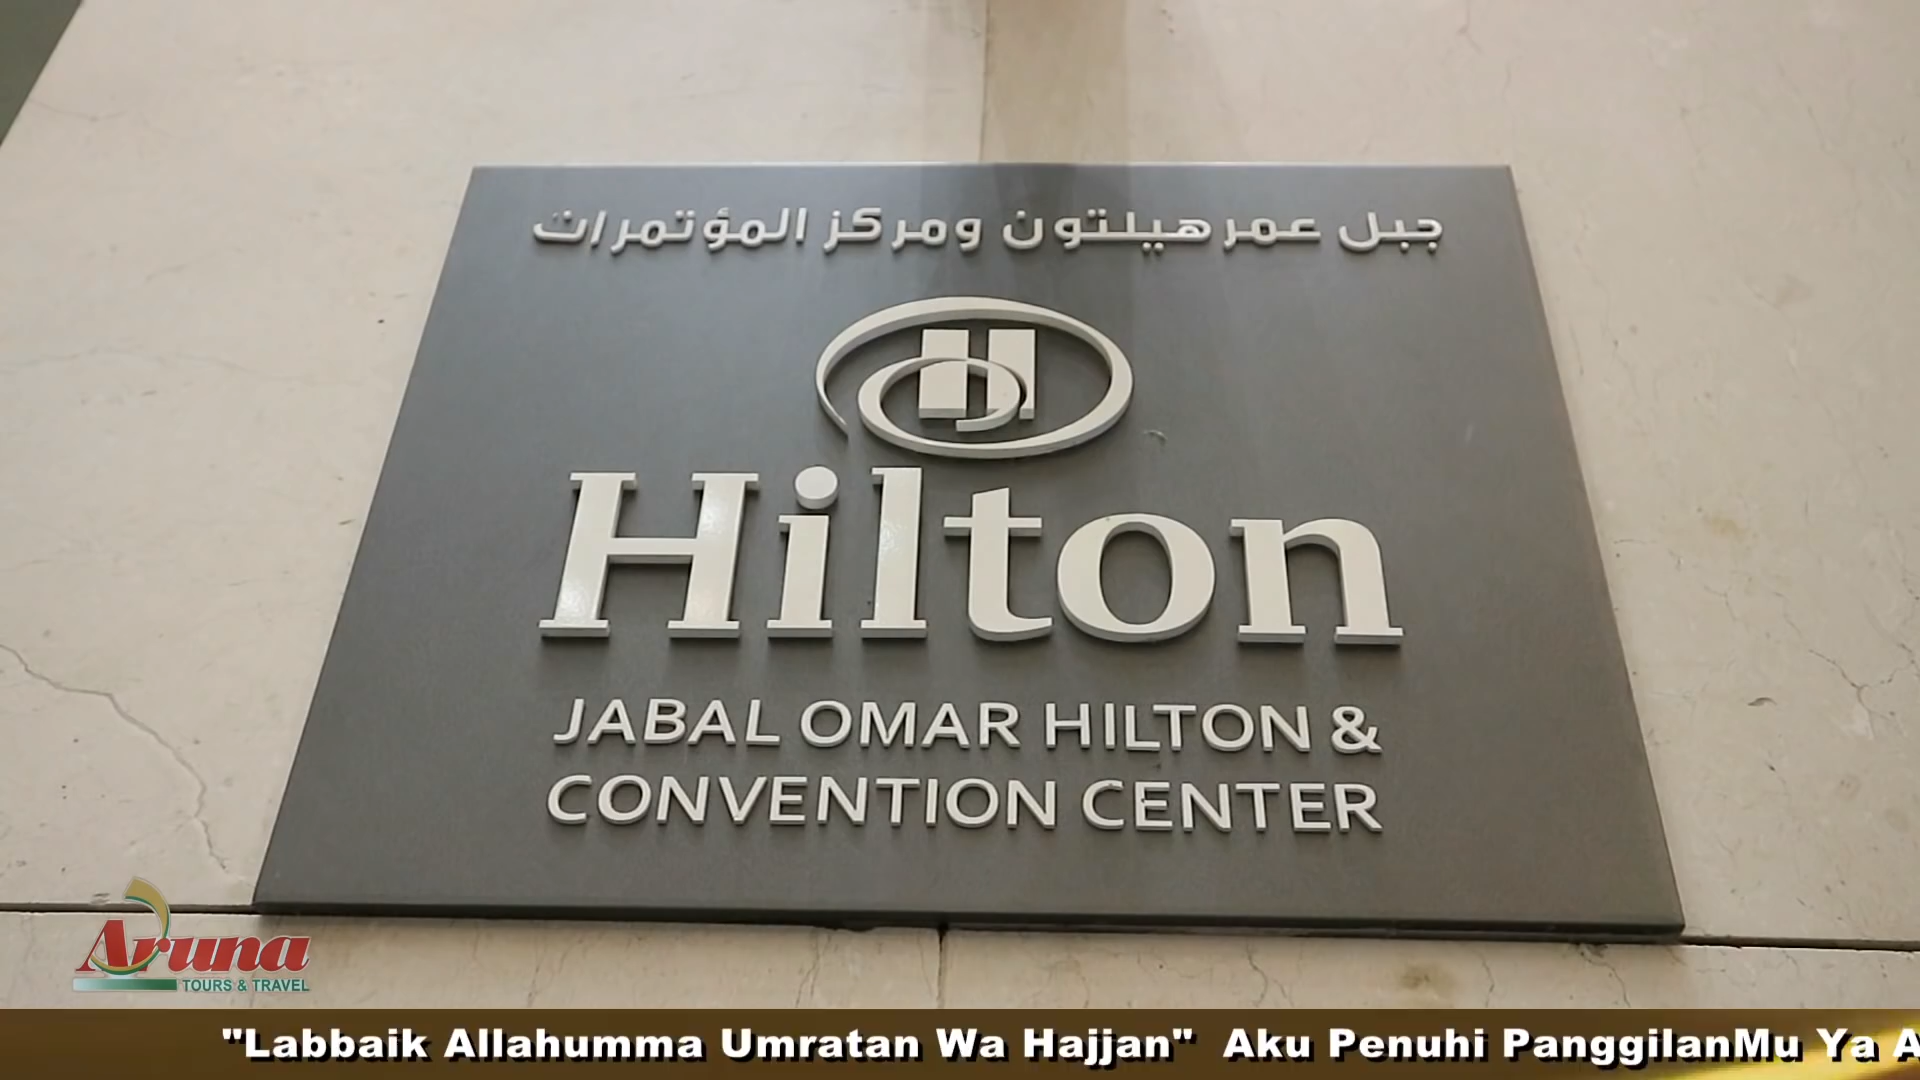 جبل عمر هيلتون ومركز المؤتمرات
Hilton
JABAL OMAR HILTON &
CONVENTION CENTER
Aruna
TOURS & TRAVEL
"Labbaik Allahumma Umratan Wa Hajjan" Aku Penuhi PanggilanMu Ya A